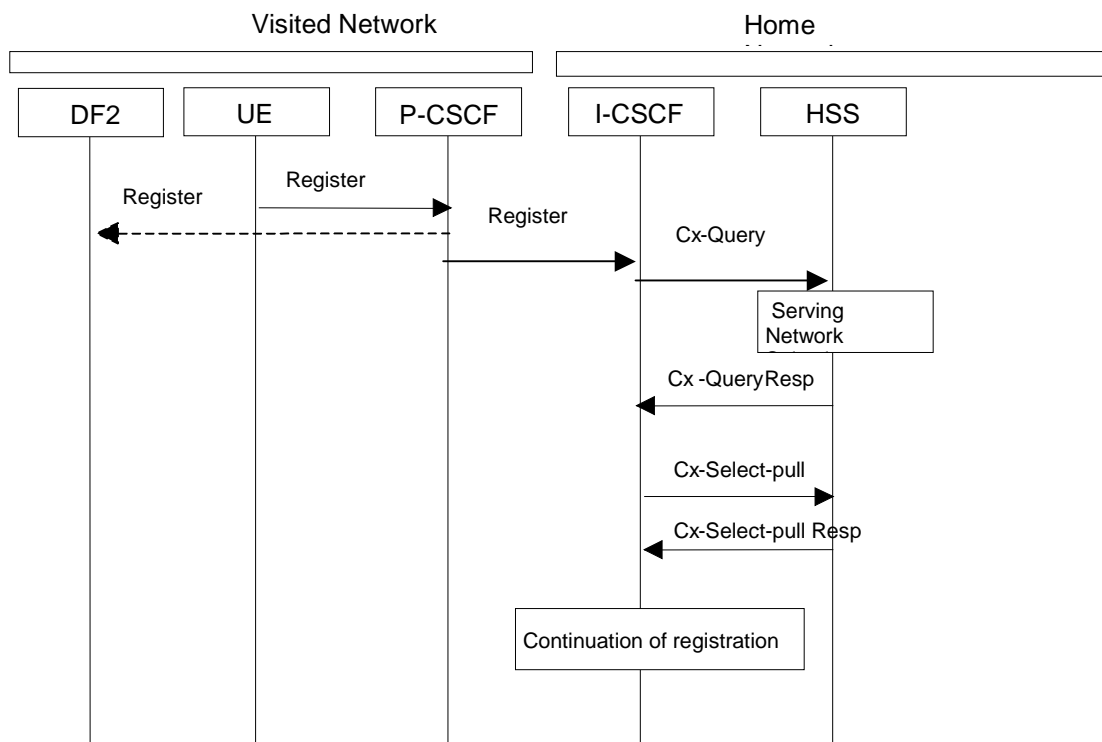 Visited Network
Home
DF2
UE
P-CSCF
I-CSCF
HSS
Register
Register
Register
Cx-Query
Serving
Network
Cx -QueryResp
Cx-Select-pull
Cx-Select-pull Resp
Continuation of registration